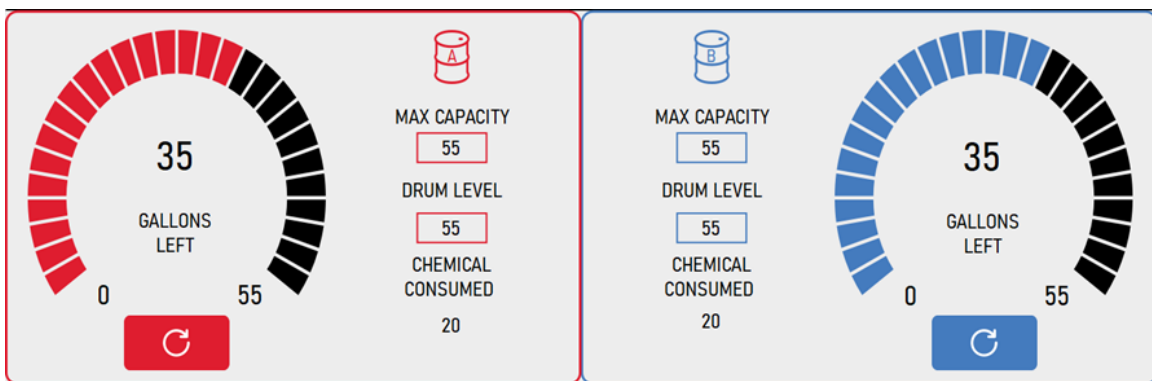 A
MAX CAPACITY
55
35
DRUM LEVEL
55
GALLONS
LEFT
CHEMICAL
CONSUMED
0
55
20
B
MAX CAPACITY
55
35
DRUM LEVEL
55
GALLONS
LEFT
CHEMICAL
CONSUMED
0
55
20